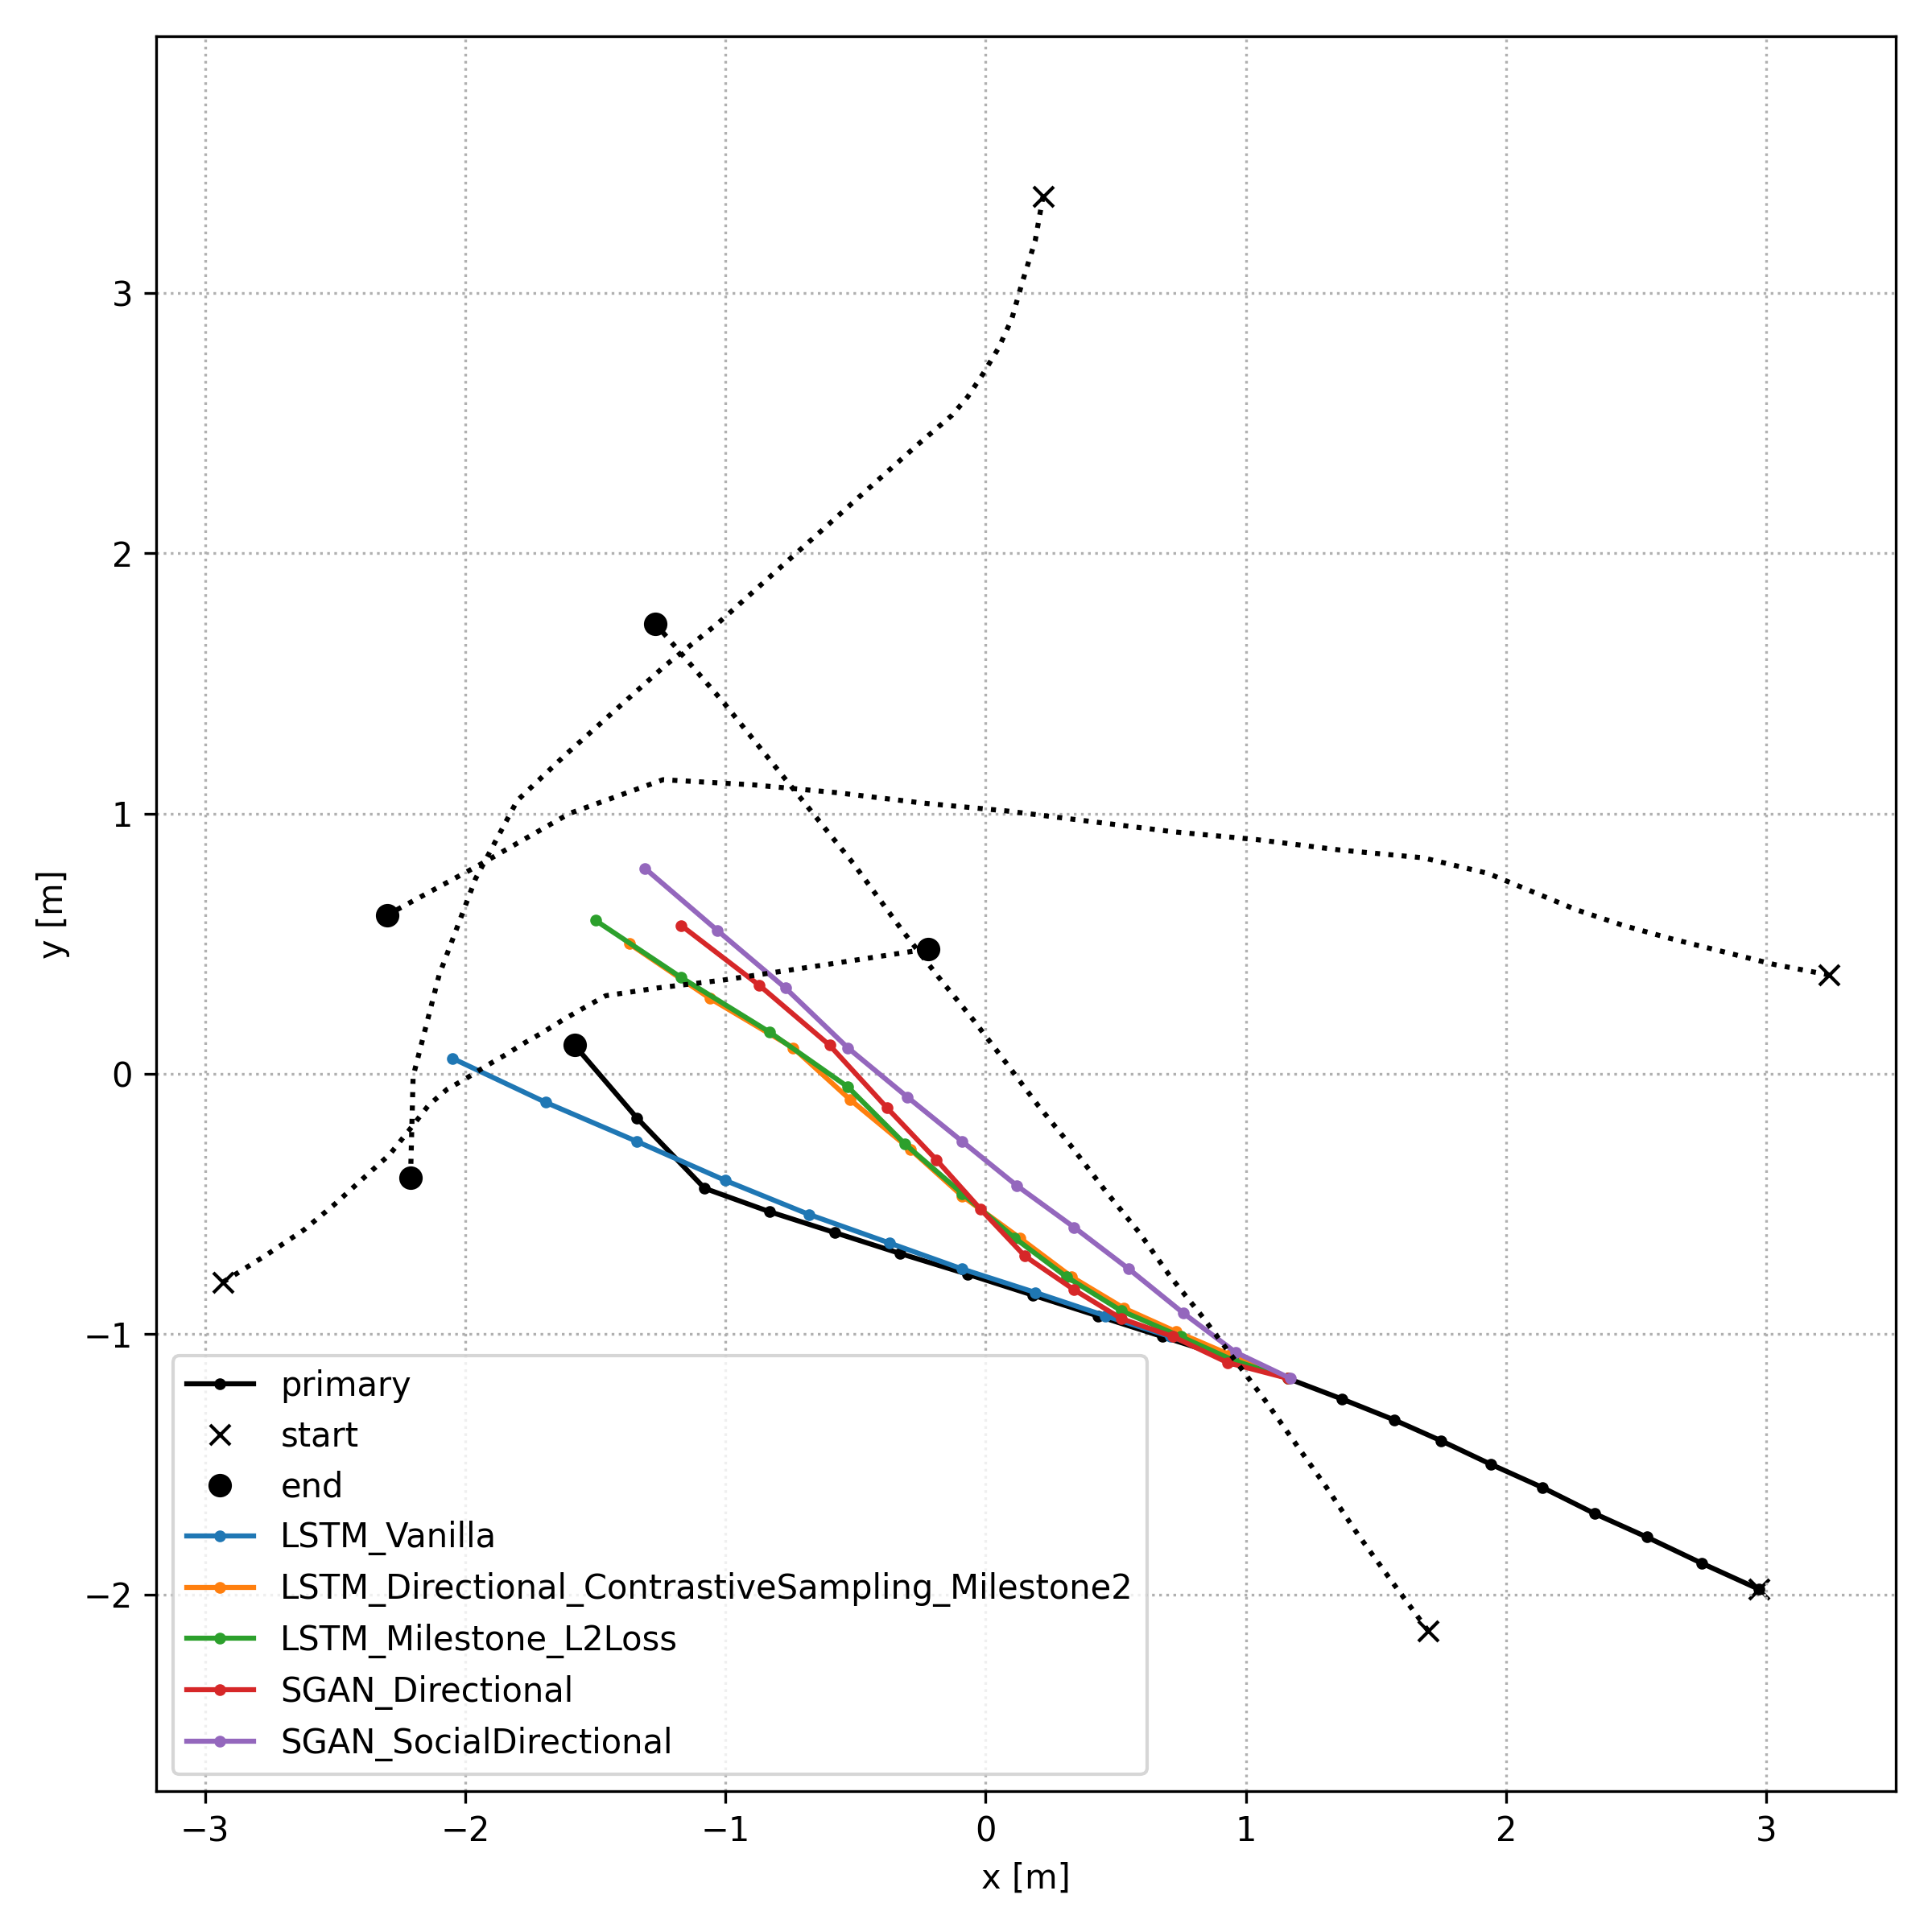 3
2
1
0
−1
−2
y [m]
primary
start
end
LSTM_Vanilla
LSTM_Directional_ContrastiveSampling_Milestone2
LSTM_Milestone_L2Loss
SGAN_Directional
SGAN_SocialDirectional
−3 −2 −1 0 1 2 3
x [m]